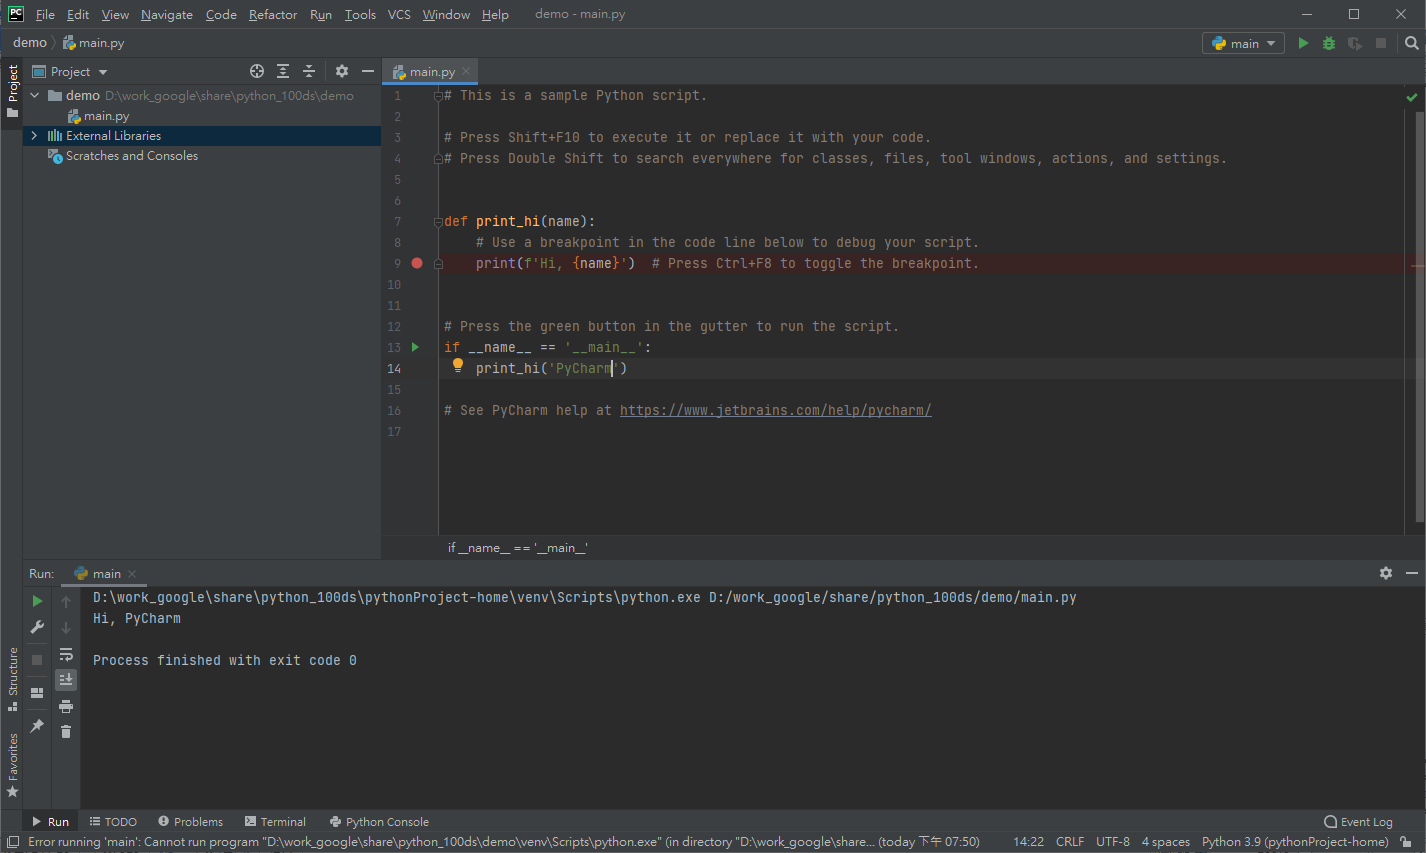 PC File Edit View Navigate Code Refactor Run Tools VCS Window Help demo - main.py
demo main.py main
Project
Project
main.py
demo D:\work_google\share\python_100ds\demo
main.py
External Libraries
Scratches and Consoles
1 # This is a sample Python script.
2
3 # Press Shift+F10 to execute it or replace it with your code.
4 # Press Double Shift to search everywhere for classes, files, tool windows, actions, and settings.
5
6
7 def print_hi(name):
8 # Use a breakpoint in the code line below to debug your script.
9 print(f'Hi, {name}') # Press Ctrl+F8 to toggle the breakpoint.
10
11
12 # Press the green button in the gutter to run the script.
13 if __name__ == '__main__':
14 print_hi('PyCharm')
15
16 # See PyCharm help at https://www.jetbrains.com/help/pycharm/
17
if __name__ == '__main__'
Run: main
D:\work_google\share\python_100ds\pythonProject-home\venv\Scripts\python.exe D:/work_google/share/python_100ds/demo/main.py
Hi, PyCharm
Process finished with exit code 0
Structure
Favorites
Run TODO Problems Terminal Python Console Event Log
Error running 'main': Cannot run program "D:\work_google\share\python_100ds\demo\venv\Scripts\python.exe" (in directory "D:\work_google\share... (today 下午 07:50) 14:22 CRLF UTF-8 4 spaces Python 3.9 (pythonProject-home)